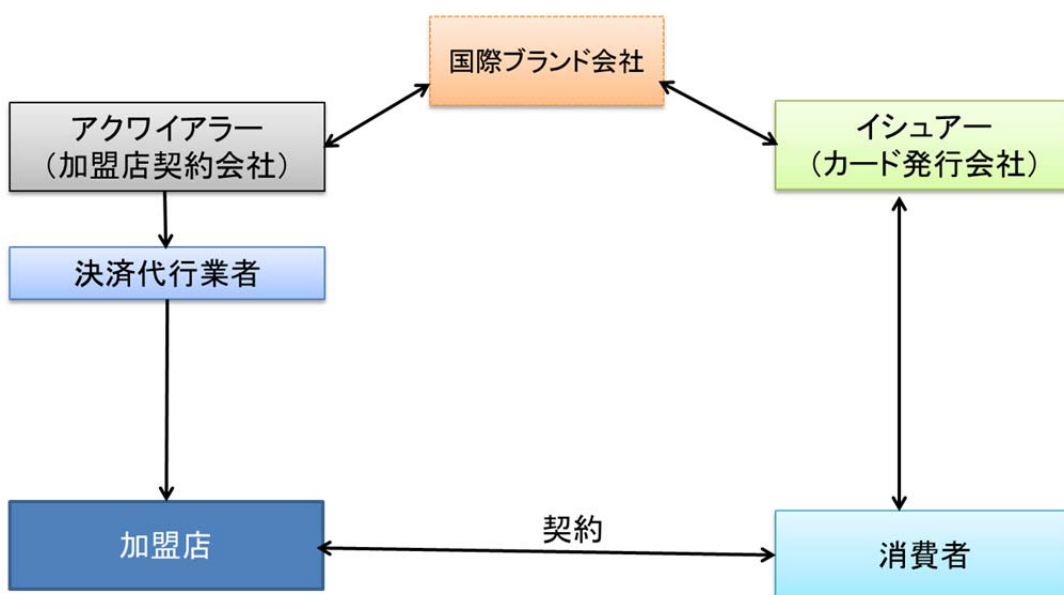 国際ブランド会社
アクワイアラー
（加盟店契約会社）
イシュアー
（カード発行会社）
決済代行業者
契約
加盟店
消費者